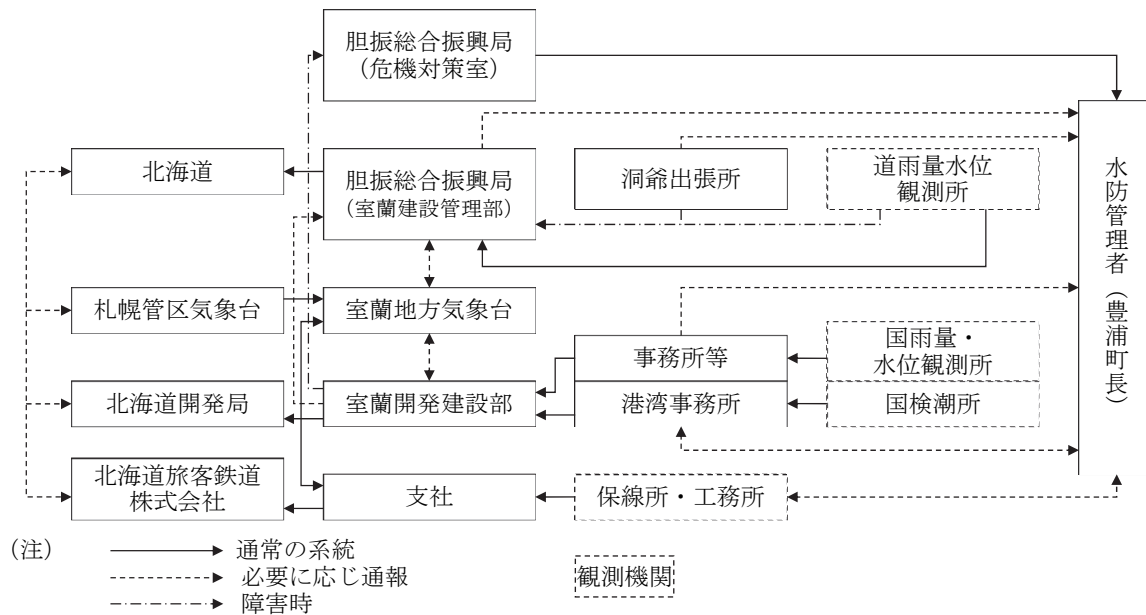 胆振総合振興局
（危機対策室）
北海道
胆振総合振興局
（室蘭建設管理部）
洞爺出張所
道雨量水位
観測所
水防管理者（豊浦町長）
札幌管区気象台
室蘭地方気象台
事務所等
国雨量・
水位観測所
北海道開発局
室蘭開発建設部
港湾事務所
国検潮所
北海道旅客鉄道
株式会社
支社
保線所・工務所
（注）
通常の系統
必要に応じ通報
障害時
観測機関